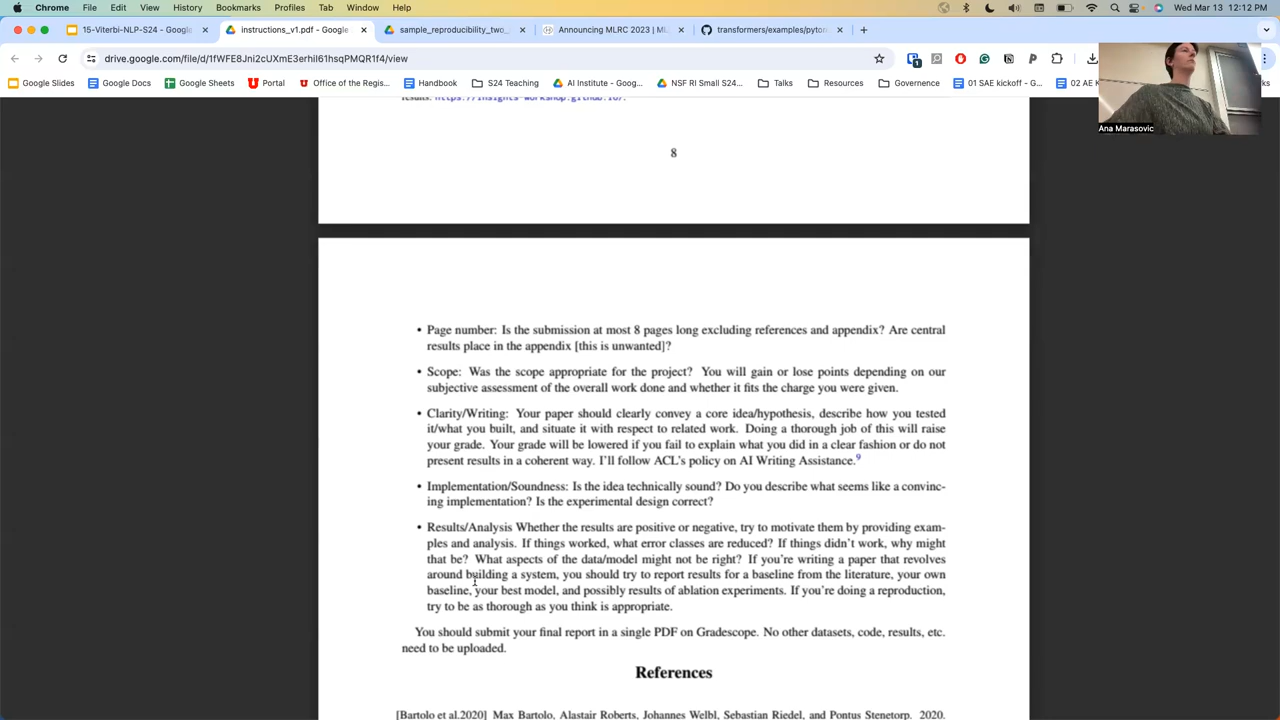 Chrome File Edit View History Bookmarks Profiles Tab Window Help Wed Mar 13 12:12 PM
15-Viterbi-NLP-S24 - Google instructions_v1.pdf - Google sample_reproducibility_two_ Announcing MLRC 2023 | ML transformers/examples/pytor
drive.google.com/file/d/1fWFE8Jni2cUXmE3erhiI61hsqPMQR1f4/view
Google Slides Google Docs Google Sheets Portal Office of the Regis... Handbook S24 Teaching AI Institute - Goog... NSF RI Small S24... Talks Resources Governence 01 SAE kickoff - G... 02 AE K
Ana Marasovic
results. https://insights-workshop.github.io/.
8
• Page number: Is the submission at most 8 pages long excluding references and appendix? Are central
results place in the appendix [this is unwanted]?
• Scope: Was the scope appropriate for the project? You will gain or lose points depending on our
subjective assessment of the overall work done and whether it fits the charge you were given.
• Clarity/Writing: Your paper should clearly convey a core idea/hypothesis, describe how you tested
it/what you built, and situate it with respect to related work. Doing a thorough job of this will raise
your grade. Your grade will be lowered if you fail to explain what you did in a clear fashion or do not
present results in a coherent way. I'll follow ACL's policy on AI Writing Assistance.9
• Implementation/Soundness: Is the idea technically sound? Do you describe what seems like a convinc-
ing implementation? Is the experimental design correct?
• Results/Analysis Whether the results are positive or negative, try to motivate them by providing exam-
ples and analysis. If things worked, what error classes are reduced? If things didn't work, why might
that be? What aspects of the data/model might not be right? If you're writing a paper that revolves
around building a system, you should try to report results for a baseline from the literature, your own
baseline, your best model, and possibly results of ablation experiments. If you're doing a reproduction,
try to be as thorough as you think is appropriate.
You should submit your final report in a single PDF on Gradescope. No other datasets, code, results, etc.
need to be uploaded.
References
[Bartolo et al.2020] Max Bartolo, Alastair Roberts, Johannes Welbl, Sebastian Riedel, and Pontus Stenetorp. 2020.